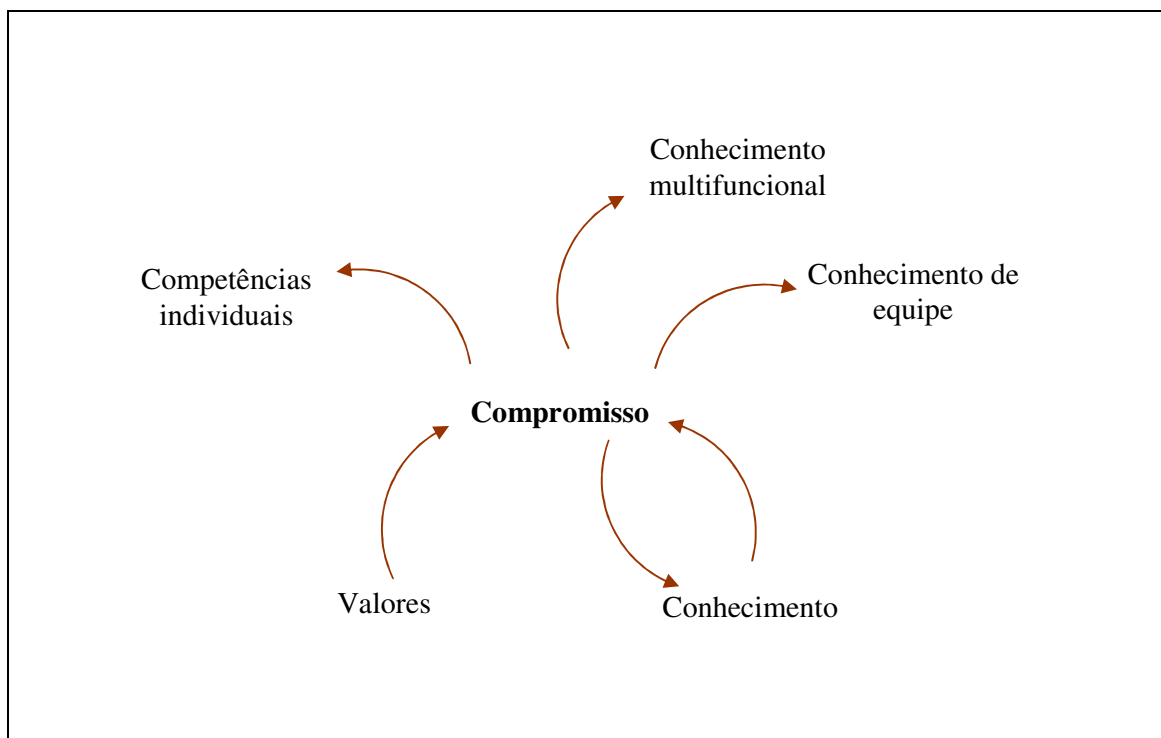 Conhecimento
multifuncional
Competências
individuais
Conhecimento de
equipe
Compromisso
Valores
Conhecimento